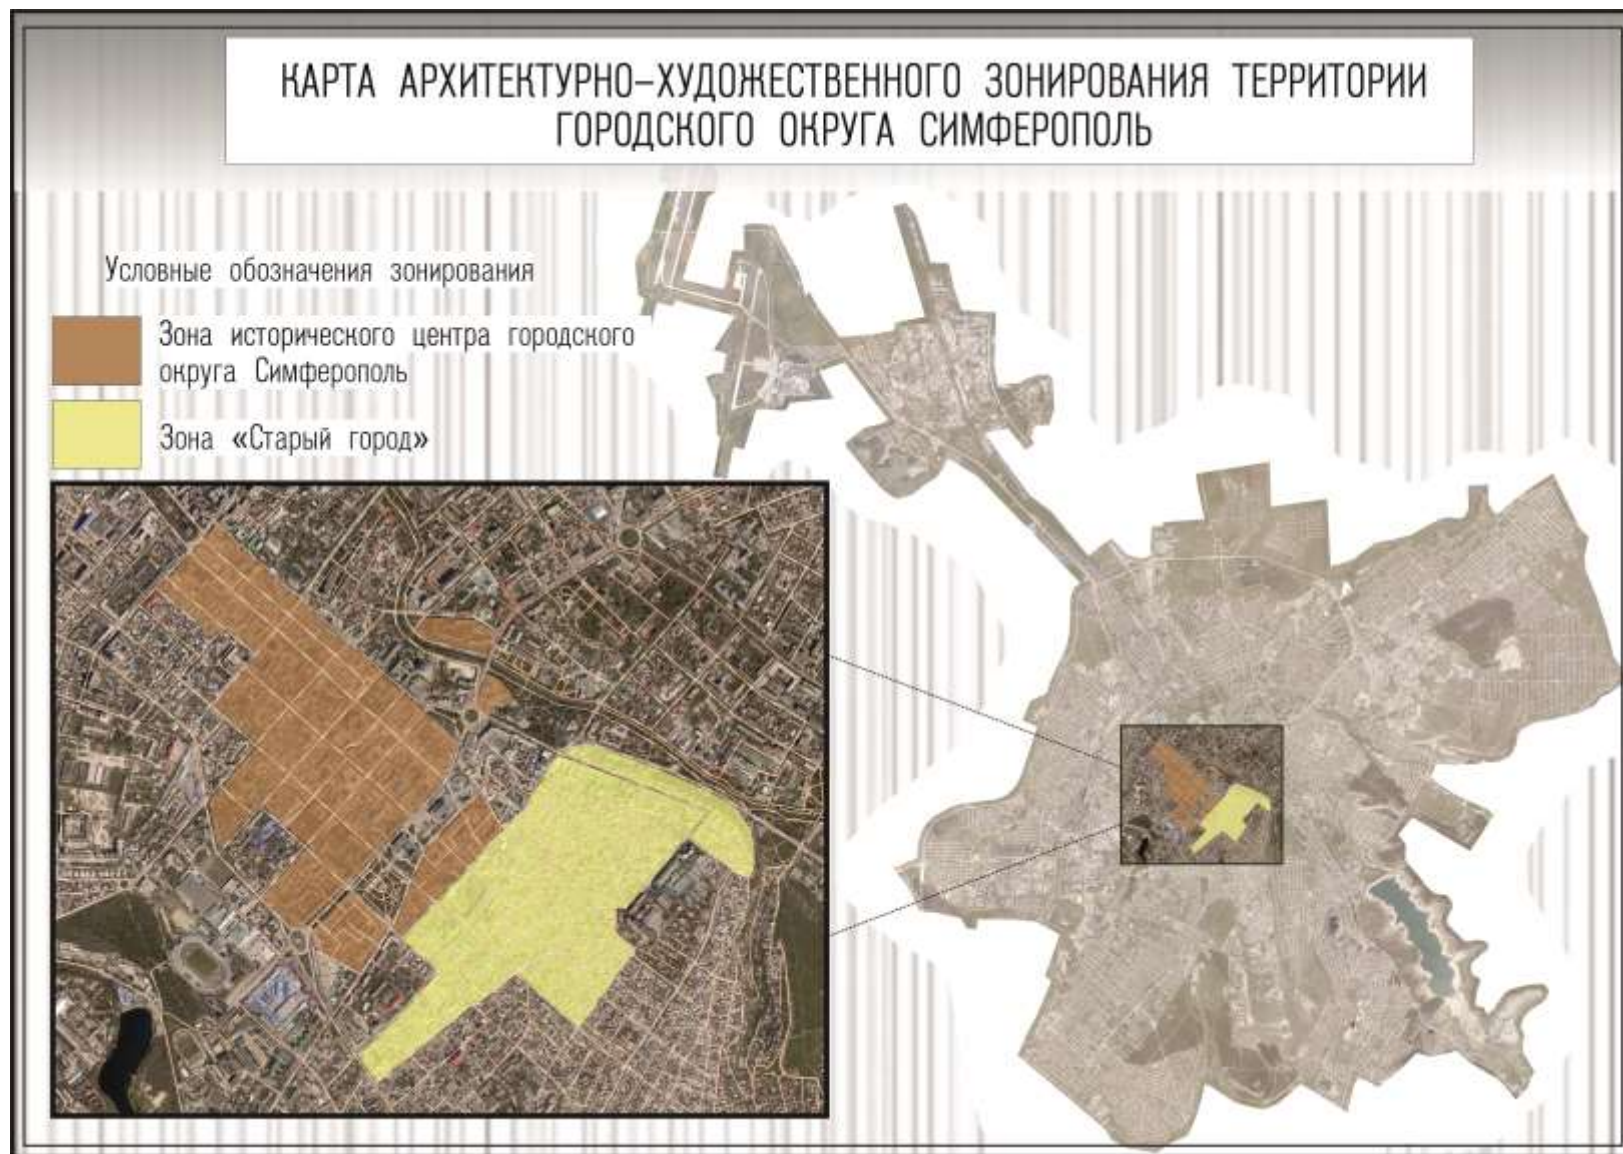 КАРТА АРХИТЕКТУРНО-ХУДОЖЕСТВЕННОГО ЗОНИРОВАНИЯ ТЕРРИТОРИИ
ГОРОДСКОГО ОКРУГА СИМФЕРОПОЛЬ
Условные обозначения зонирования
Зона исторического центра городского
округа Симферополь
Зона «Старый город»